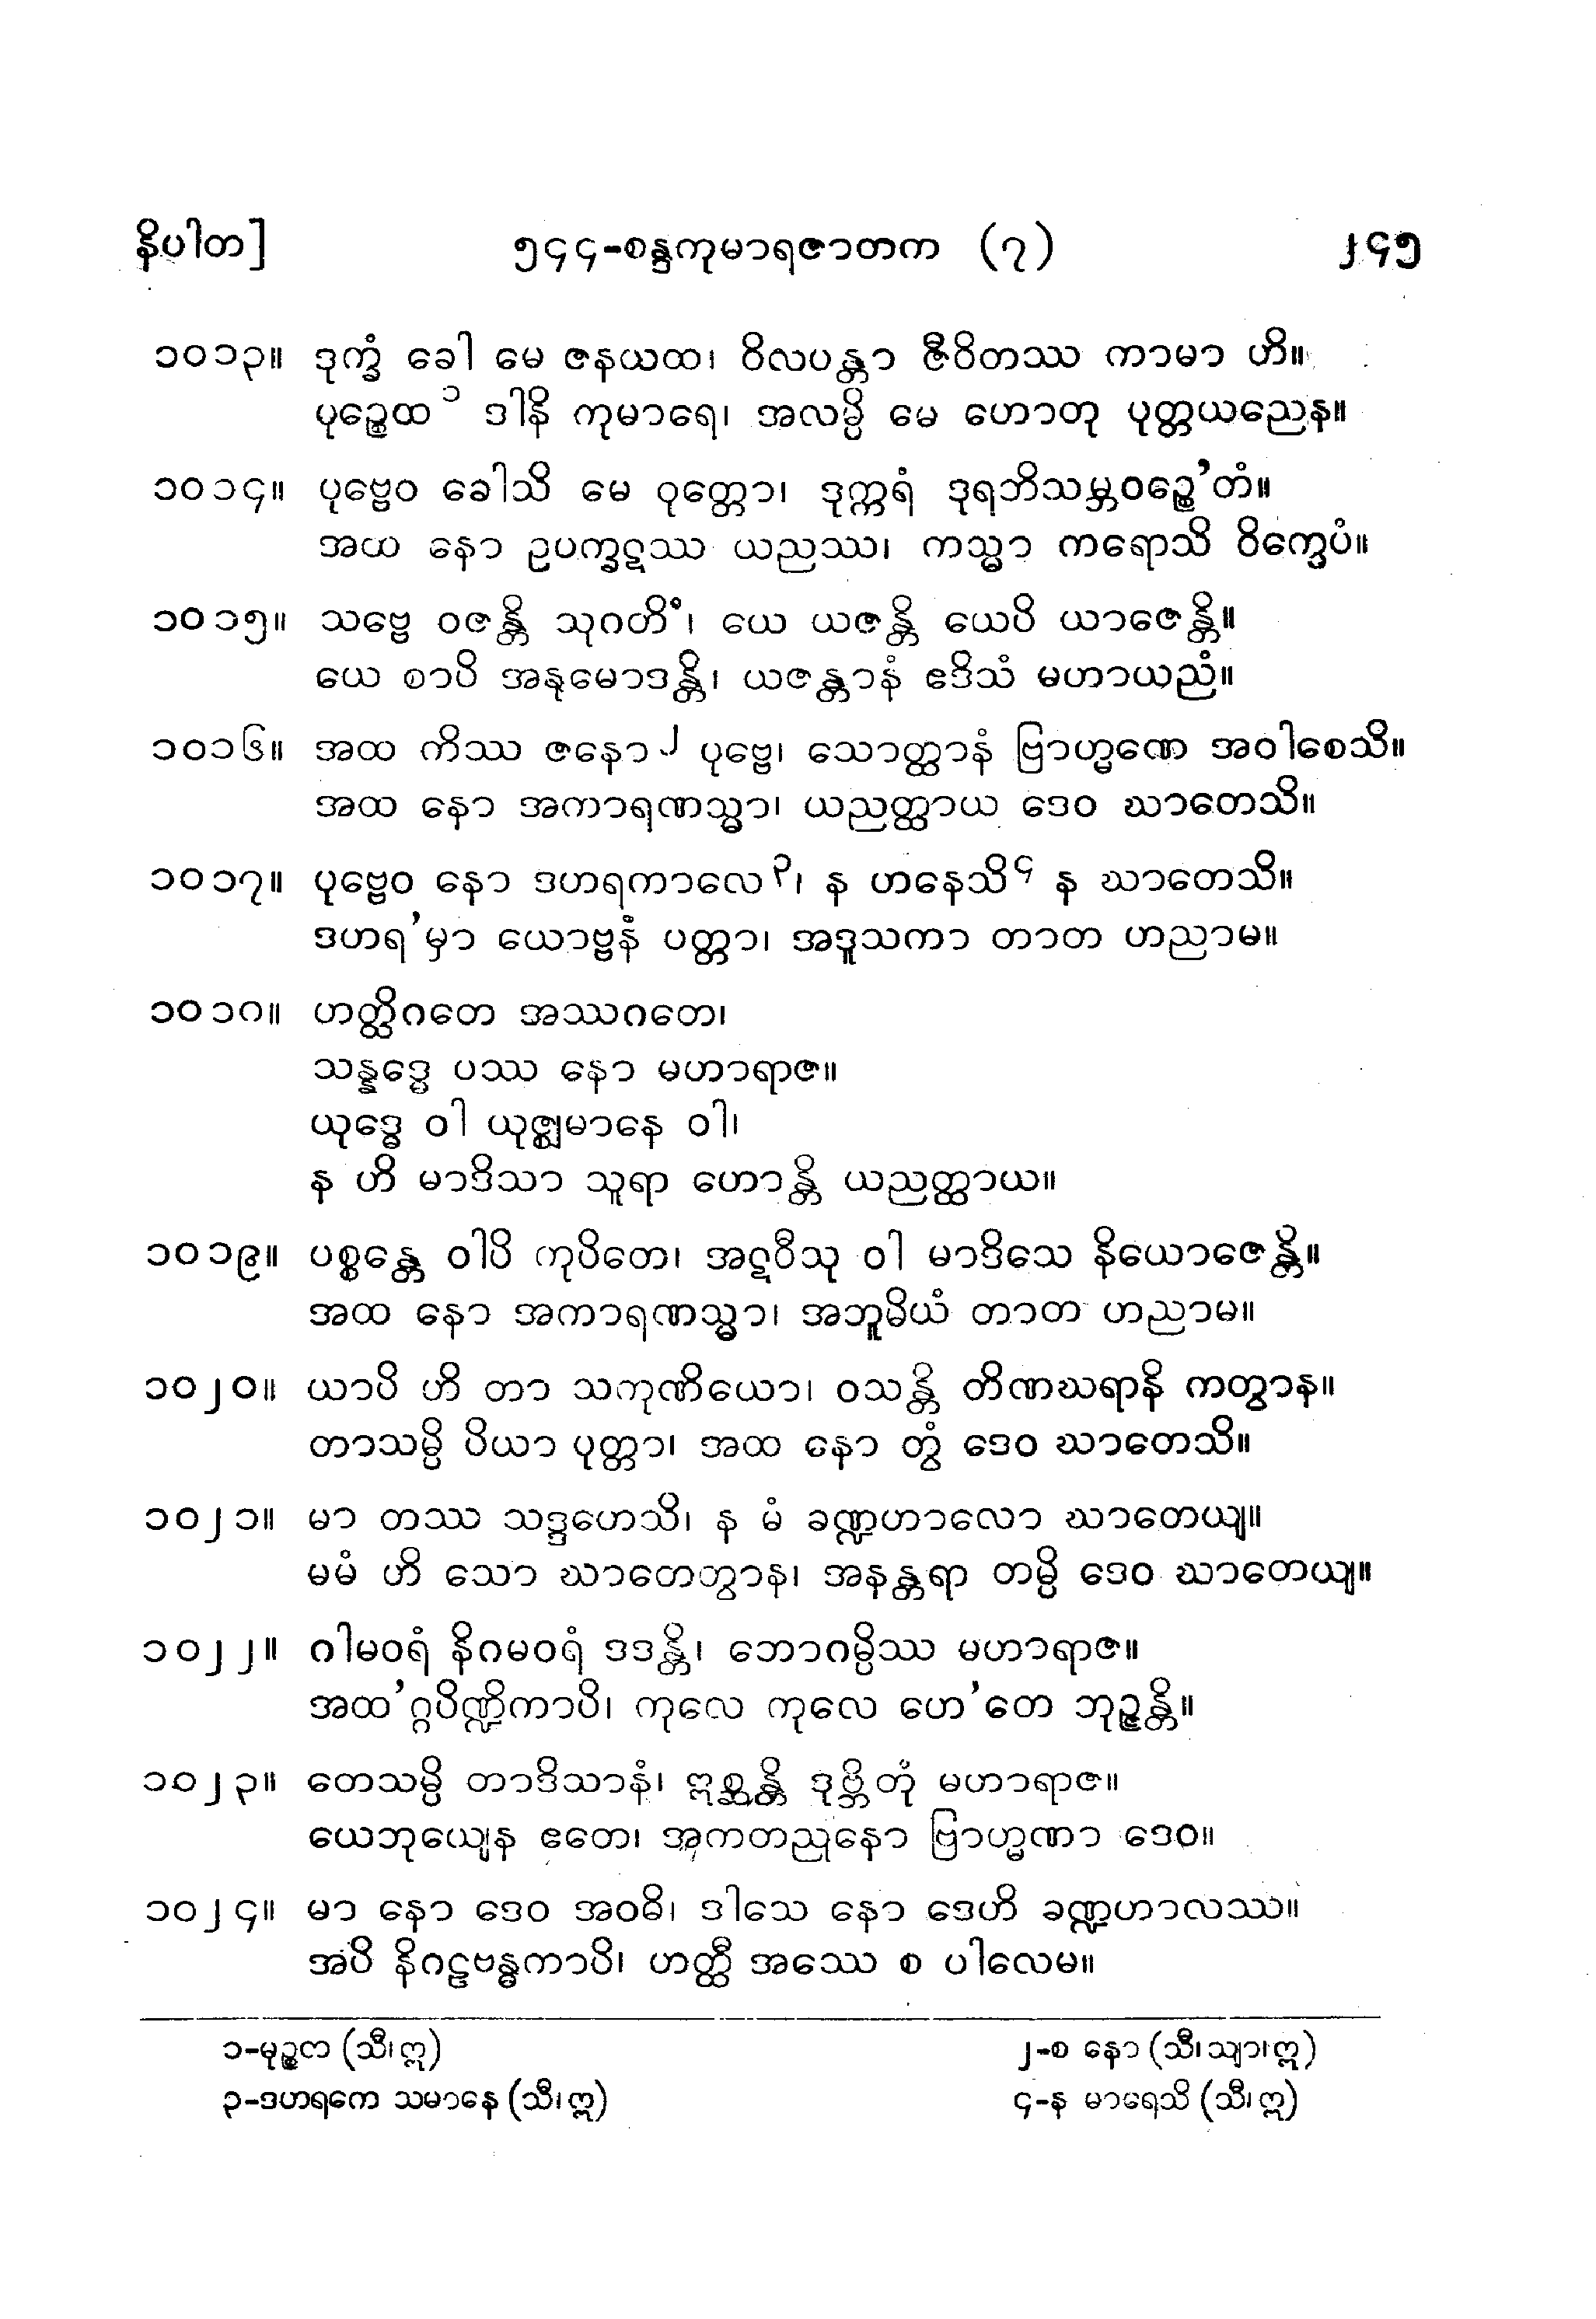 နိပါတ]	၅၄၄-စန္ဒကုမာရဇာတက (၇)	၂၄၅
၁၀၁၃။ ဒုက္ခံ ခေါ မေ ဇနယထ၊ ဝိလပန္တာ ဇီဝိတဿ ကာမာ ဟိ။
ပုဉ္စေထ ၁ ဒါနိ ကုမာရေ၊ အလမ္ပိ မေ ဟောတု ပုတ္တယညေန။
၁၀၁၄။ ပုဗ္ဗေဝ ခေါသိ မေ ဝုတ္တော၊ ဒုက္ကရံ ဒုရဘိသမ္ဘဝဉ္စေ’တံ။
အထ နော ဥပက္ခဋဿ ယညဿ၊ ကသ္မာ ကရောသိ ဝိက္ခေပံ။
၁၀၁၅။ သဗ္ဗေ ဝဇန္တိ သုဂတိံ၊ ယေ ယဇန္တိ ယေပိ ယာဇေန္တိ။
ယေ စာပိ အနုမောဒန္တိ၊ ယဇန္တာနံ ဧဒိသံ မဟာယညံ။
၁၀၁၆။ အထ ကိဿ ဇနော ၂ ပုဗ္ဗေ၊ သောတ္ထာနံ ဗြာဟ္မဏေ အဝါစေသိ။
အထ နော အကာရဏသ္မာ၊ ယညတ္ထာယ ဒေဝ ဃာတေသိ။
၁၀၁၇။ ပုဗ္ဗေဝ နော ဒဟရကာလေ ၃၊ န ဟနေသိ ၄ န ဃာတေသိ။
ဒဟရ’မှာ ယောဗ္ဗနံ ပတ္တာ၊ အဒူသကာ တာတ ဟညာမ။
၁၀၁၈။ ဟတ္ထိဂတေ အဿဂတေ၊
သန္နဒ္ဓေ ပဿ နော မဟာရာဇ။
ယုဒ္ဓေ ဝါ ယုဇ္ဈမာနေ ဝါ၊
န ဟိ မာဒိသာ သူရာ ဟောန္တိ ယညတ္ထာယ။
၁၀၁၉။ ပစ္စန္တေ ဝါပိ ကုပိတေ၊ အဋဝီသု ဝါ မာဒိသေ နိယောဇေန္တိ။
အထ နော အကာရဏသ္မာ၊ အဘူမိယံ တာတ ဟညာမ။
၁၀၂၀။ ယာပိ ဟိ တာ သကုဏိယော၊ ဝသန္တိ တိဏဃရာနိ ကတွာန။
တာသမ္ပိ ပိယာ ပုတ္တာ၊ အထ နော တွံ ဒေဝ ဃာတေသိ။
၁၀၂၁။ မာ တဿ သဒ္ဒဟေသိ၊ န မံ ခဏ္ဍဟာလော ဃာတေယျ။
မမံ ဟိ သော ဃာတေတွာန၊ အနန္တရာ တမ္ပိ ဒေဝ ဃာတေယျ။
၁၀၂၂။ ဂါမဝရံ နိဂမဝရံ ဒဒန္တိ၊ ဘောဂမ္ပိဿ မဟာရာဇ။
အထ’ဂ္ဂပိဏ္ဍိကာပိ၊ ကုလေ ကုလေ ဟေ’တေ ဘုဉ္ဇန္တိ။
၁၀၂၃။ တေသမ္ပိ တာဒိသာနံ၊ ဣစ္ဆန္တိ ဒုဗ္ဘိတုံ မဟာရာဇ။
ယေဘုယျေန ဧတေ၊ အကတညုနော ဗြာဟ္မဏာ ဒေဝ။
၁၀၂၄။ မာ နော ဒေဝ အဝဓိ၊ ဒါသေ နော ဒေဟိ ခဏ္ဍဟာလဿ။
အပိ နိဂဠဗန္ဓကာပိ၊ ဟတ္ထီ အဿေ စ ပါလေမ။
၁-မုဉ္စထ (သီ၊ ဣ)	၂-စ နော (သီ၊ သျာ၊ ဣ)
၃-ဒဟရကေ သမာနေ (သီ၊ ဣ)	၄-န မာရေသိ (သီ၊ ဣ)